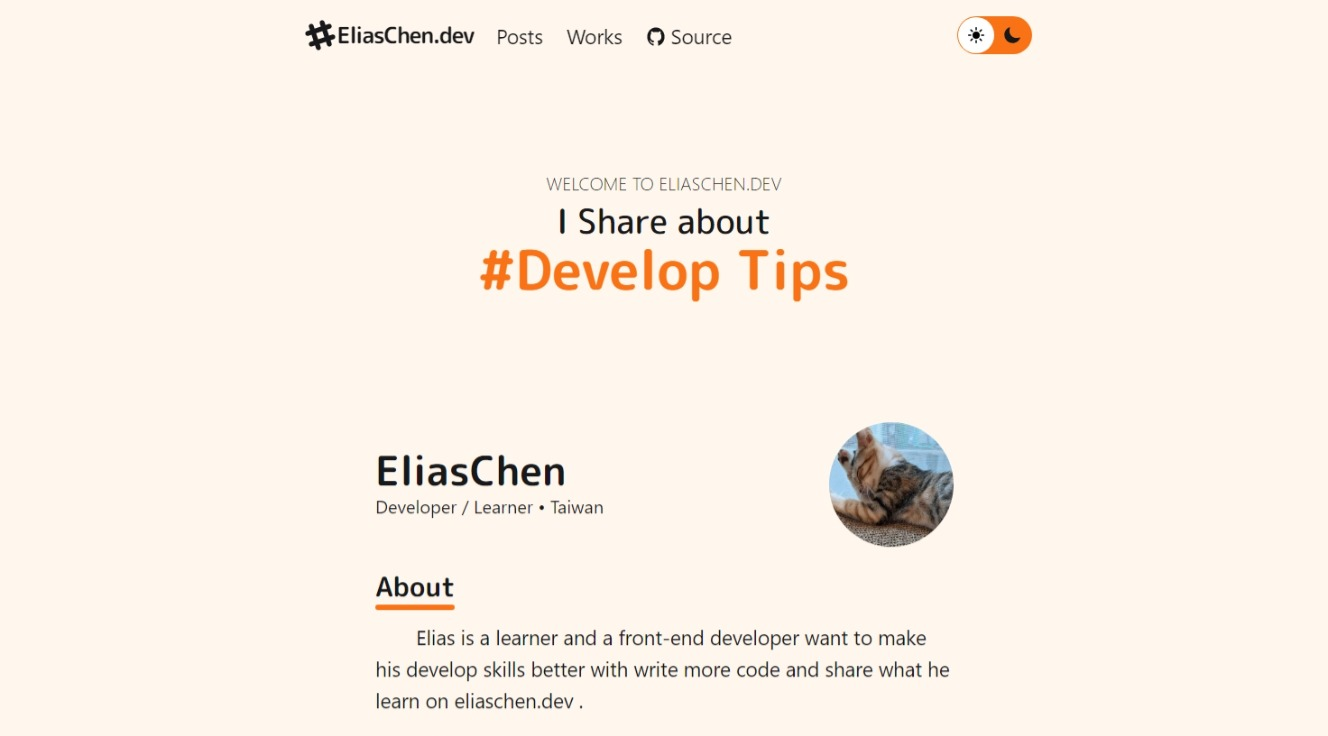 #EliasChen.dev Posts Works Source
WELCOME TO ELIASCHEN.DEV
I Share about
#Develop Tips
EliasChen
Developer / Learner • Taiwan
About
Elias is a learner and a front-end developer want to make
his develop skills better with write more code and share what he
learn on eliaschen.dev .